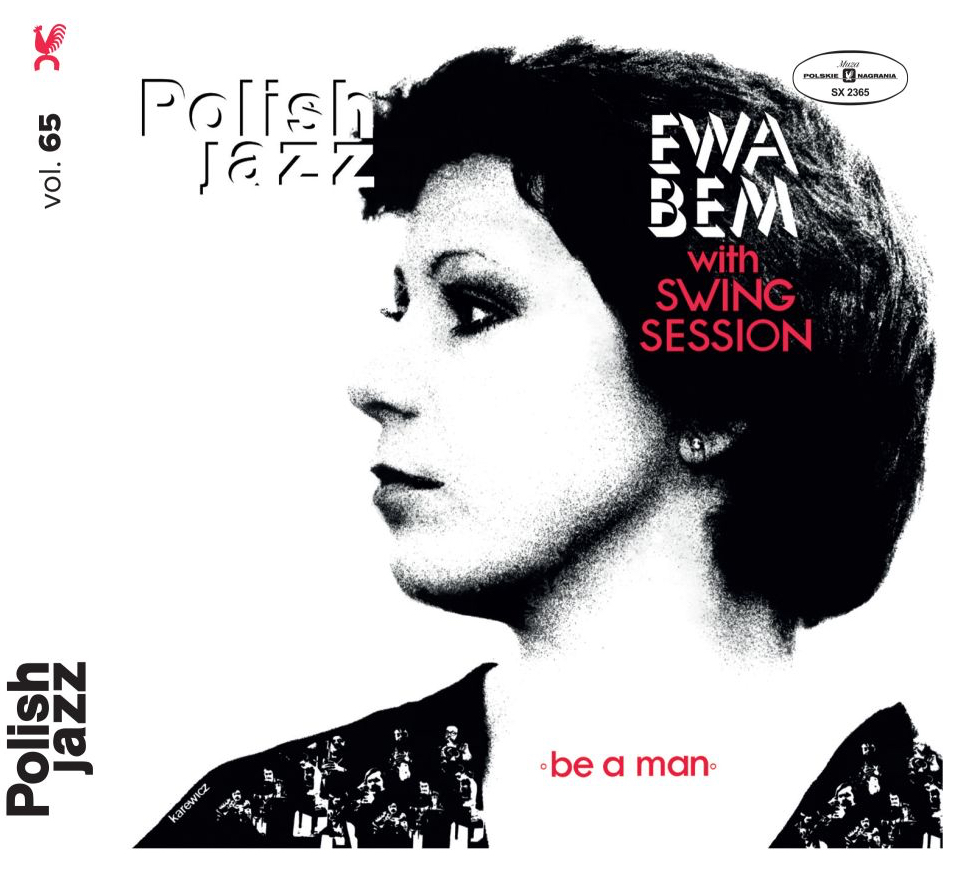 vol. 65
Polish
jazz
Polish
jazz
Muza
POLSKIE NAGRANIA
SX 2365
EWA
BEM
with
SWING
SESSION
◦be a man◦
karewicz